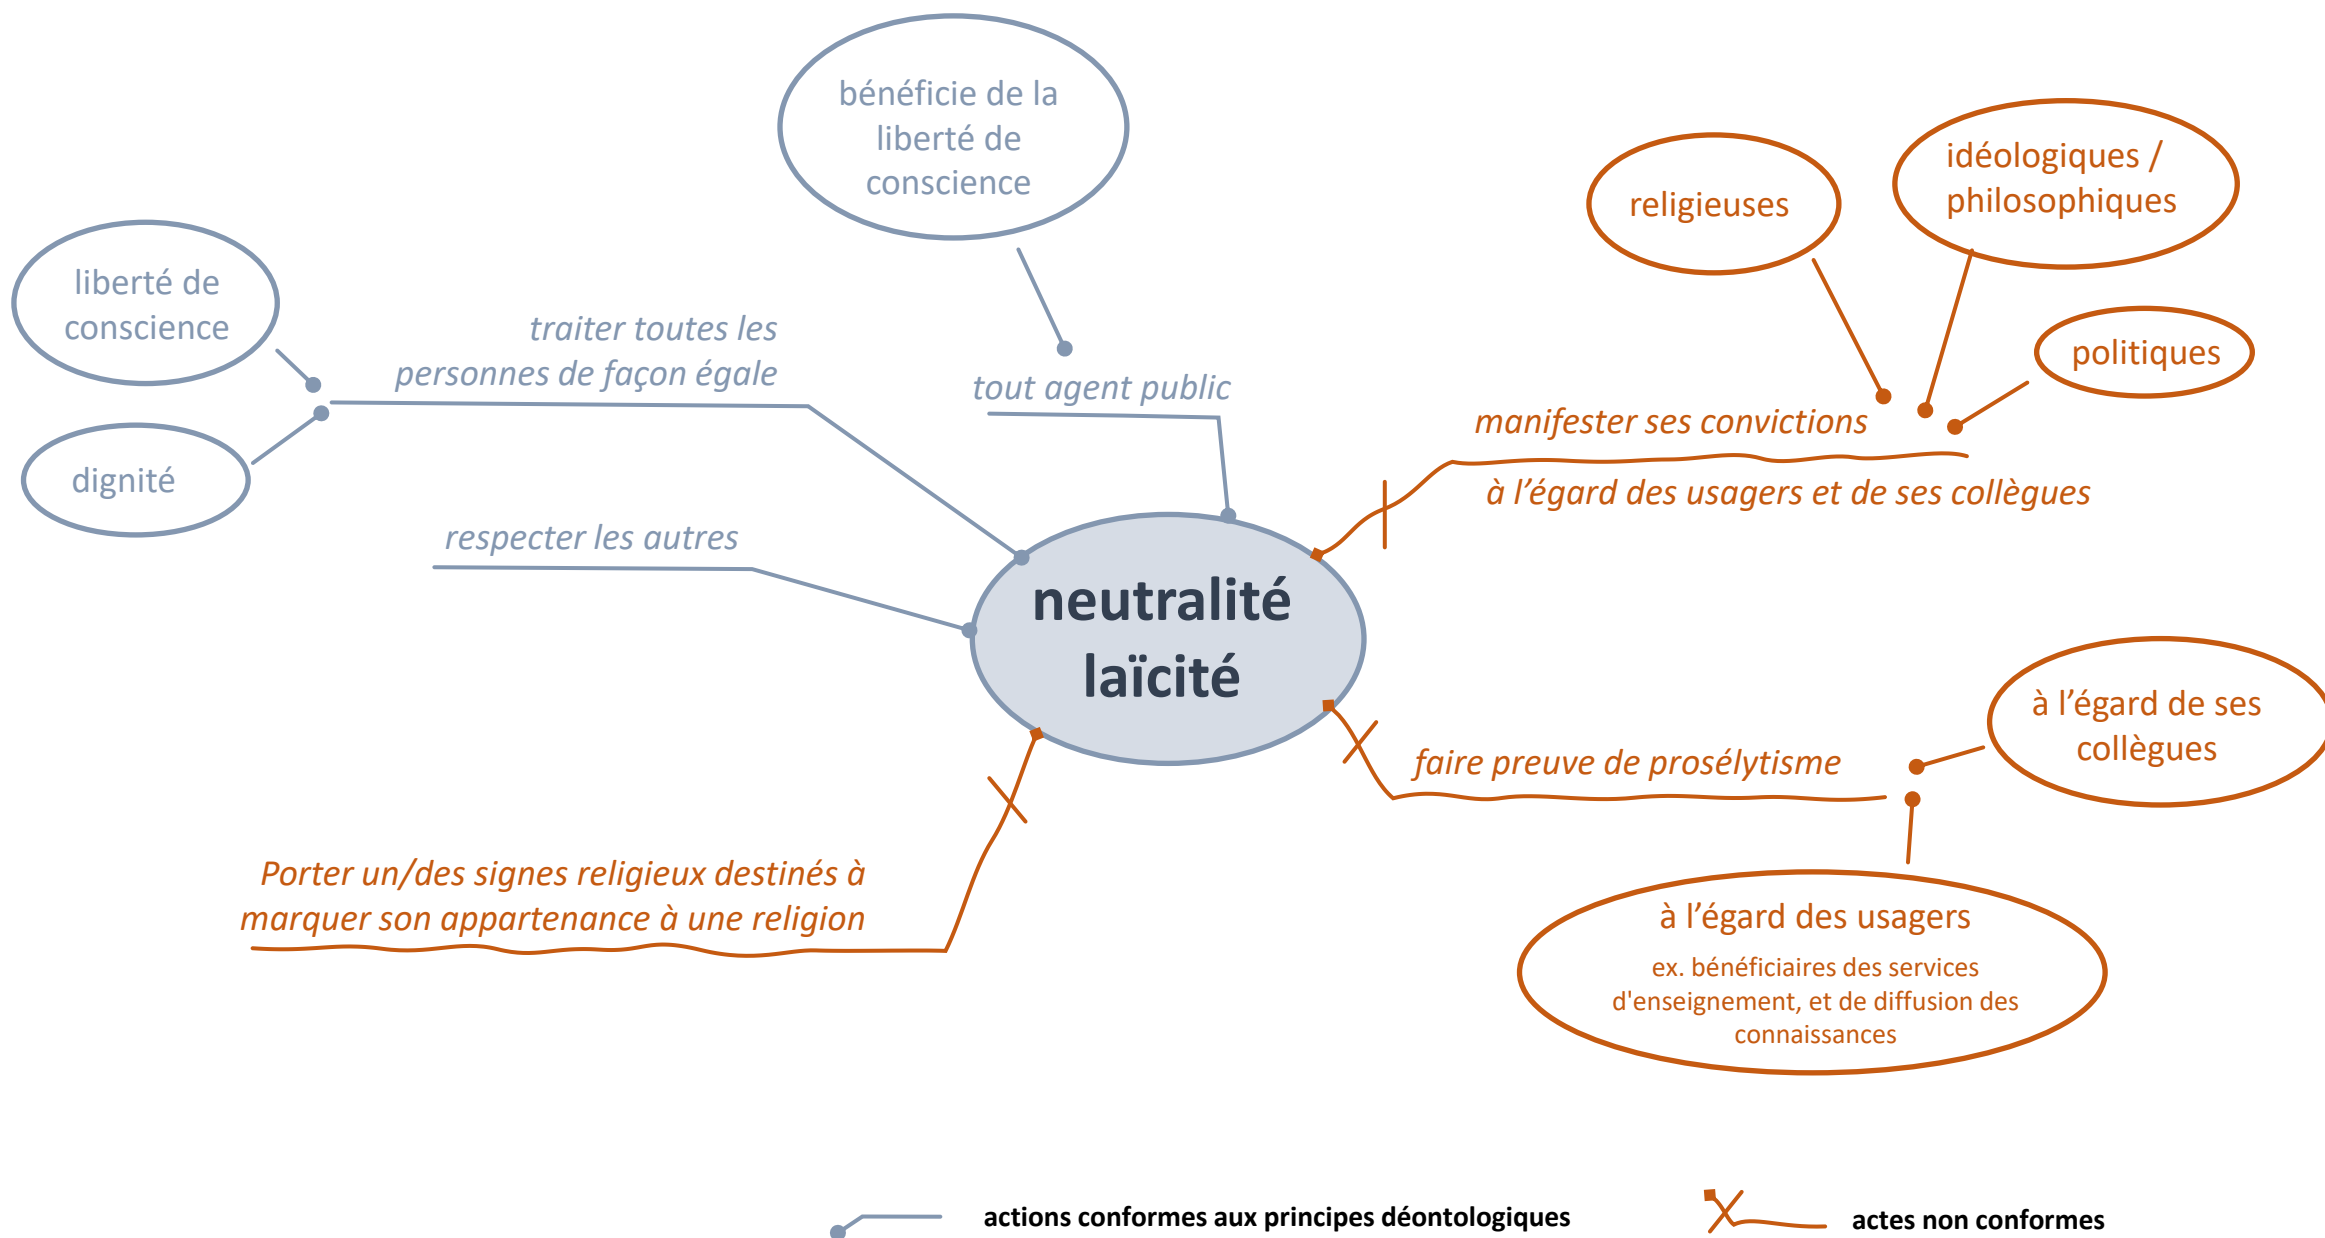 bénéficie de la
liberté de
conscience
religieuses
idéologiques /
philosophiques
politiques
liberté de
conscience
dignité
traiter toutes les
personnes de façon égale
tout agent public
respecter les autres
manifester ses convictions
à l’égard des usagers et de ses collègues
neutralité
laïcité
faire preuve de prosélytisme
à l’égard de ses
collègues
à l’égard des usagers
ex. bénéficiaires des services
d'enseignement, et de diffusion des
connaissances
Porter un/des signes religieux destinés à
marquer son appartenance à une religion
actions conformes aux principes déontologiques
actes non conformes